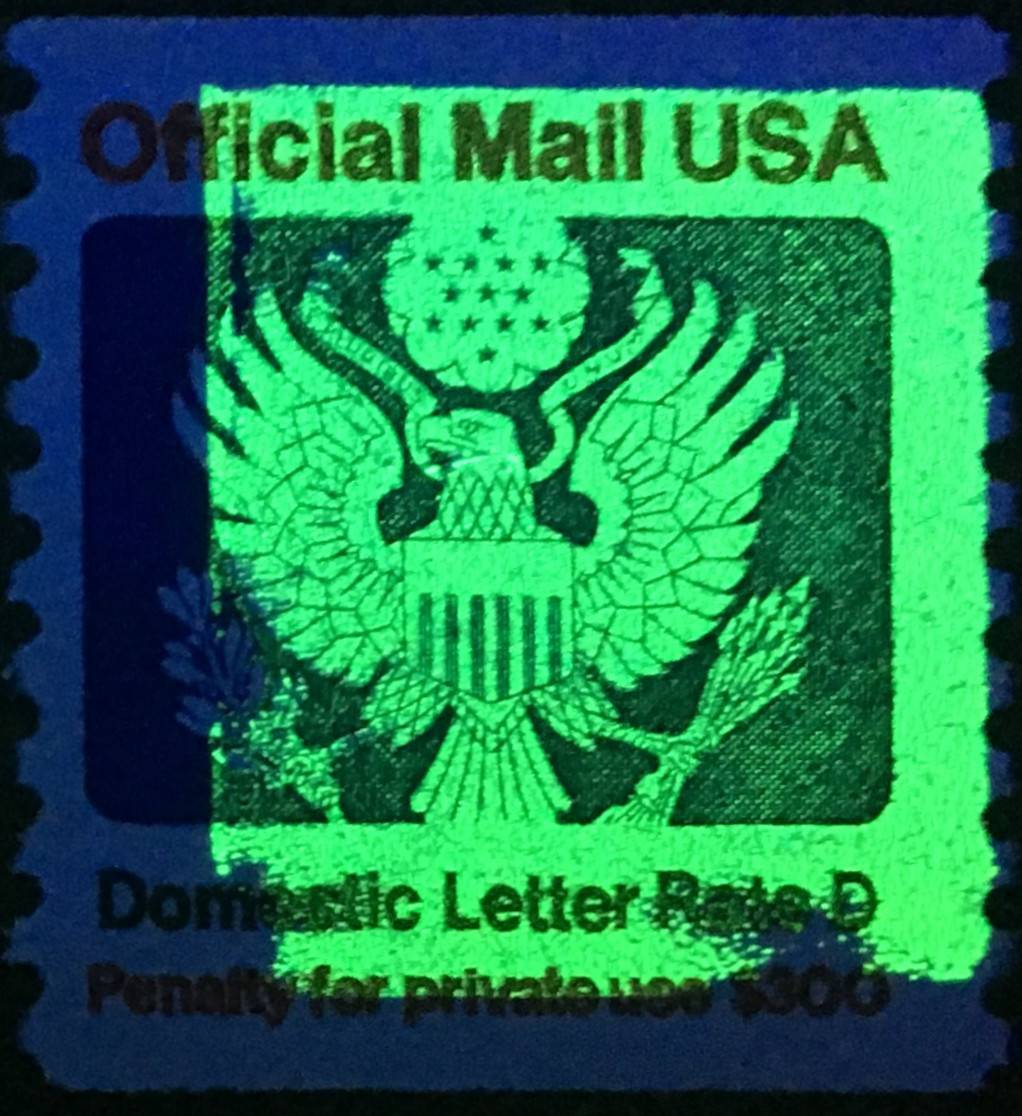 Official Mail USA
Domestic Letter Rate D
Penalty for private use $300